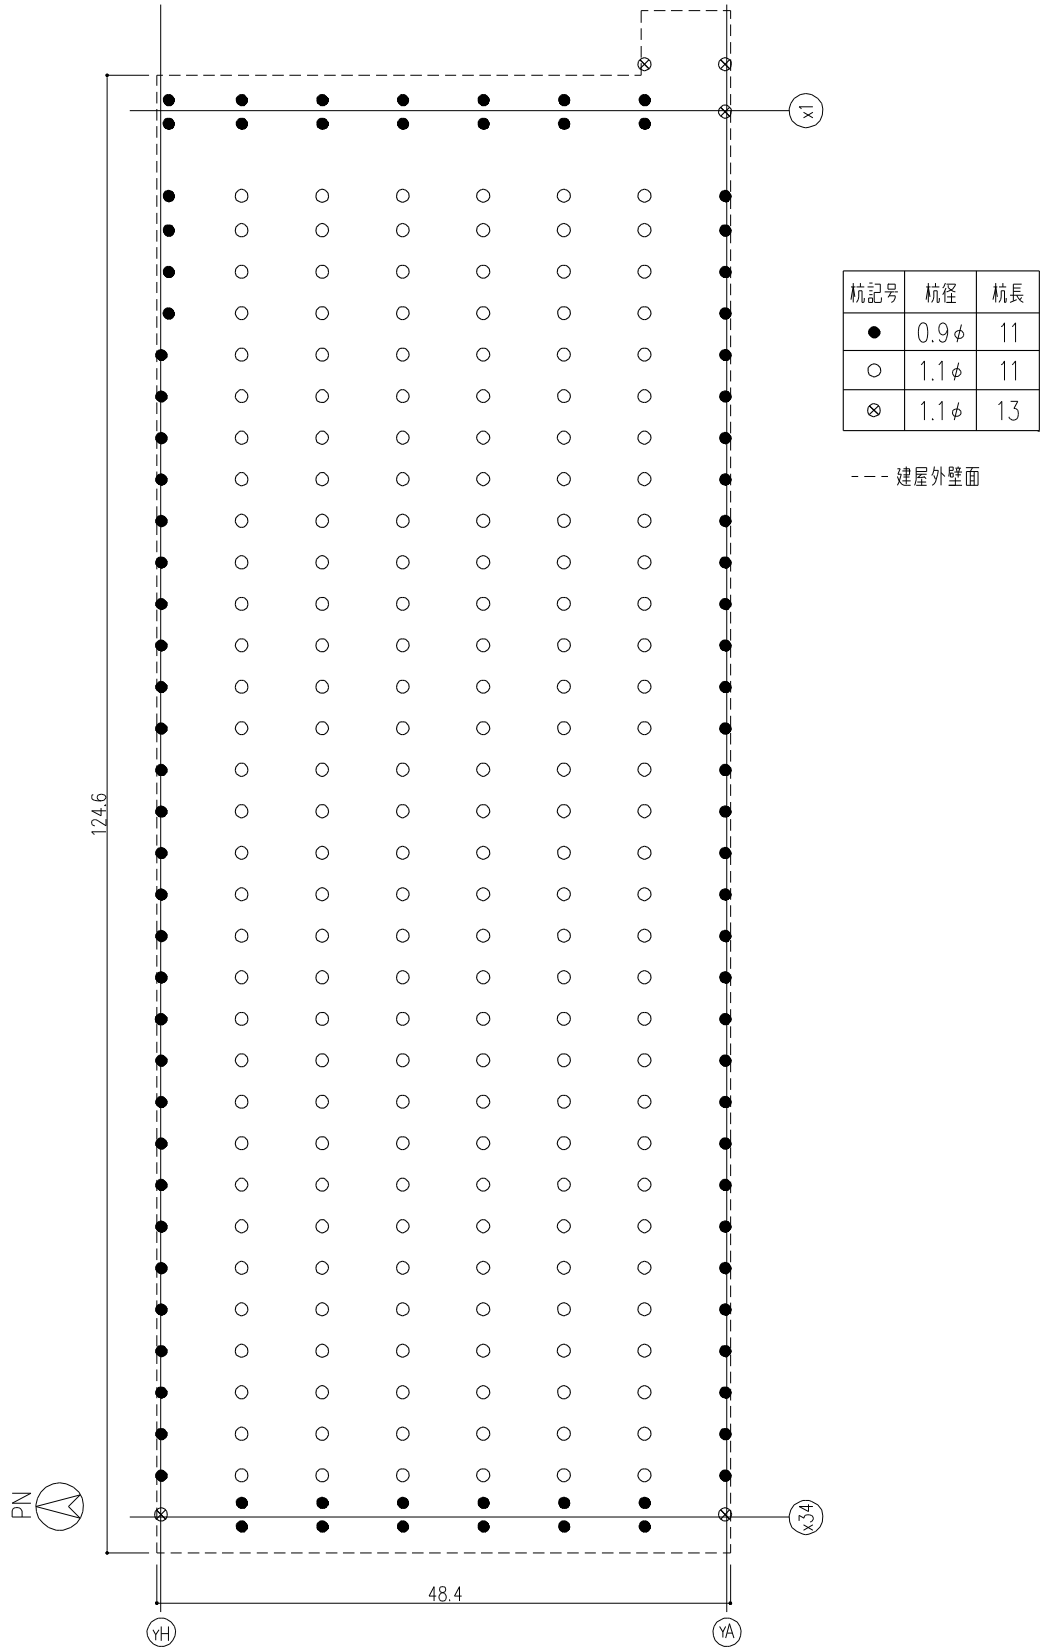 x1
杭記号 杭径 杭長
● 0.9φ 11
○ 1.1φ 11
⊗ 1.1φ 13
--- 建屋外壁面
124.6
PN
x34
48.4
YH
YA